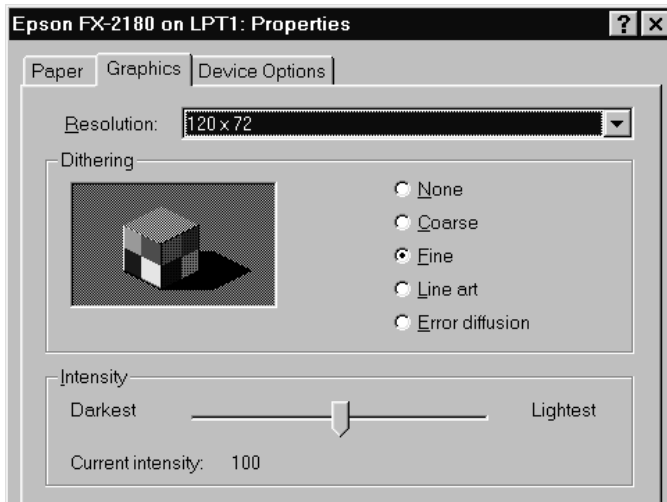 Epson FX-2180 on LPT1: Properties
Paper Graphics Device Options
Resolution: 120 x 72
Dithering
None
Coarse
Fine
Line art
Error diffusion
Intensity
Darkest Lightest
Current intensity: 100